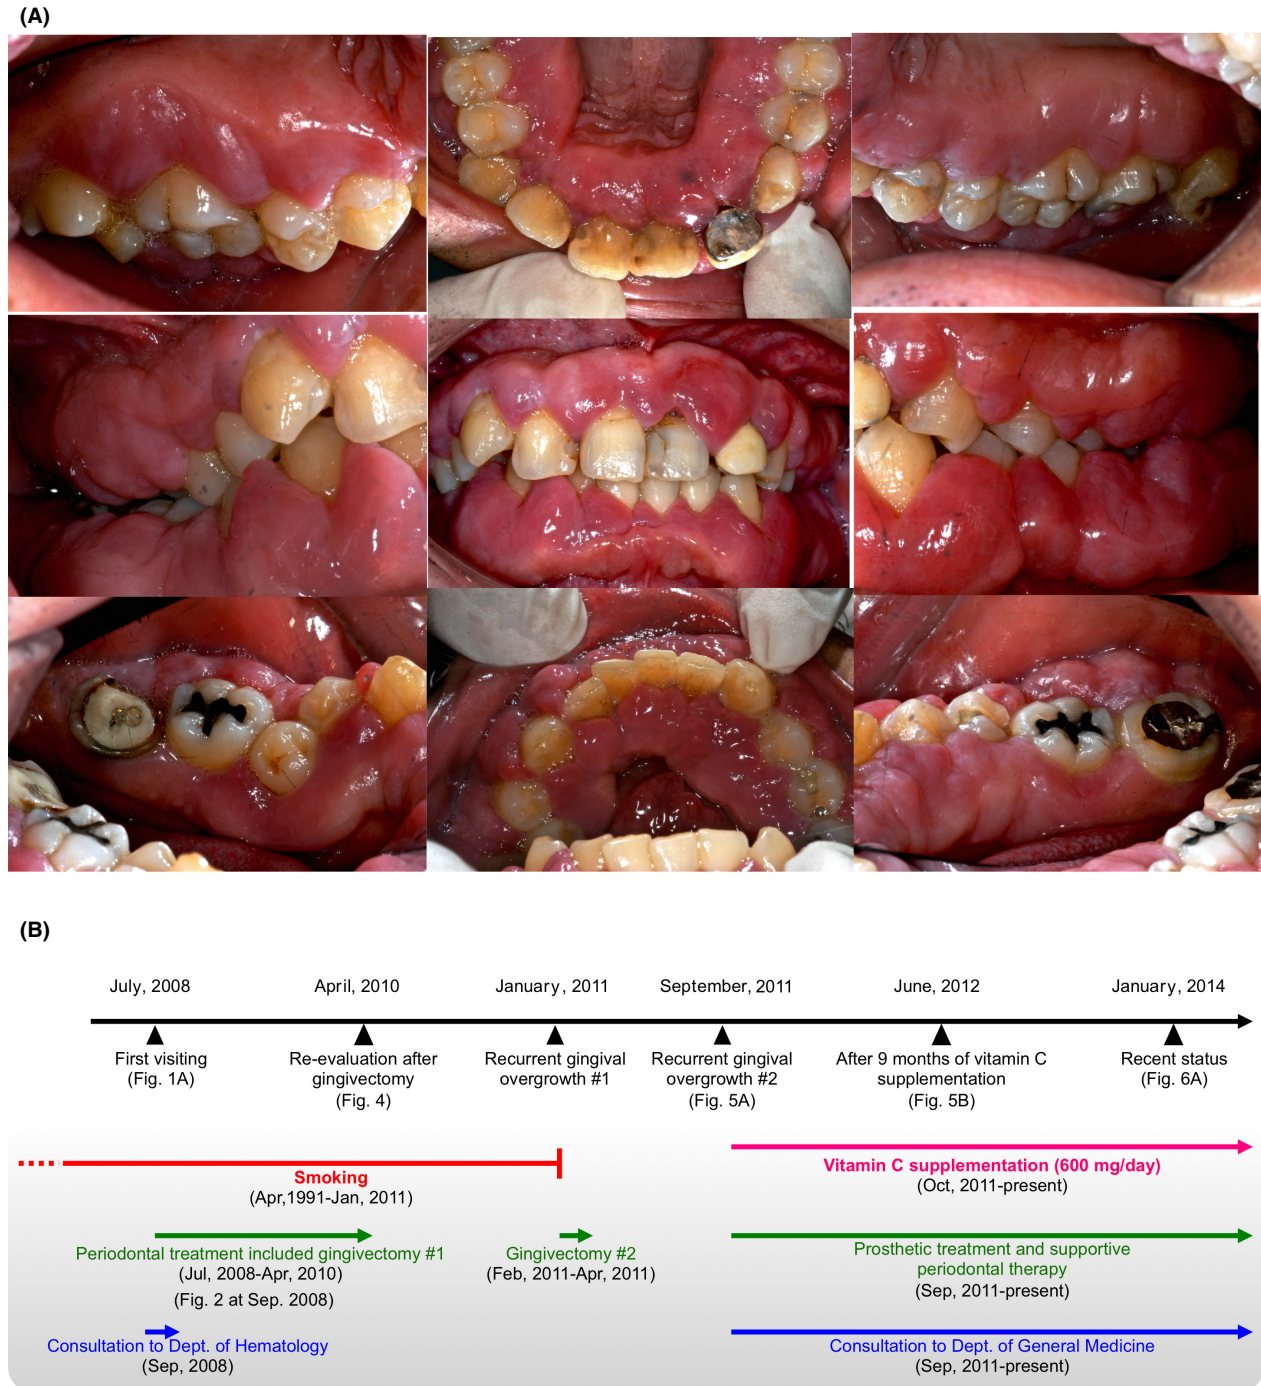 (A)
(B)
July, 2008
April, 2010
January, 2011
September, 2011
June, 2012
January, 2014
First visiting
(Fig. 1A)
Re-evaluation after
gingivectomy
(Fig. 4)
Recurrent gingival
overgrowth #1
Recurrent gingival
overgrowth #2
(Fig. 5A)
After 9 months of vitamin C
supplementation
(Fig. 5B)
Recent status
(Fig. 6A)
Smoking
(Apr,1991-Jan, 2011)
Vitamin C supplementation (600 mg/day)
(Oct, 2011-present)
Periodontal treatment included gingivectomy #1
(Jul, 2008-Apr, 2010)
(Fig. 2 at Sep. 2008)
Gingivectomy #2
(Feb, 2011-Apr, 2011)
Prosthetic treatment and supportive
periodontal therapy
(Sep, 2011-present)
Consultation to Dept. of Hematology
(Sep, 2008)
Consultation to Dept. of General Medicine
(Sep, 2011-present)